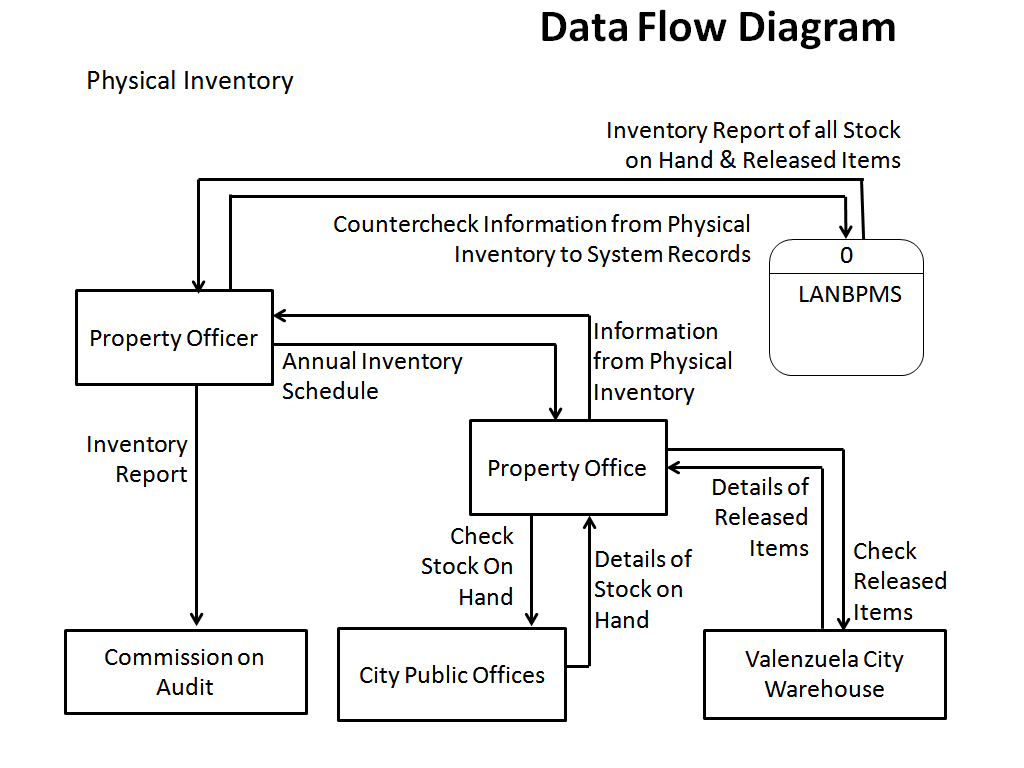 Data Flow Diagram
Physical Inventory
Inventory Report of all Stock
on Hand & Released Items
Countercheck Information from Physical
Inventory to System Records
0
LANBPMS
Property Officer
Annual Inventory
Schedule
Information
from Physical
Inventory
Inventory
Report
Property Office
Details of
Released
Items
Check
Stock On
Hand
Details of
Stock on
Hand
Check
Released
Items
Commission on
Audit
City Public Offices
Valenzuela City
Warehouse